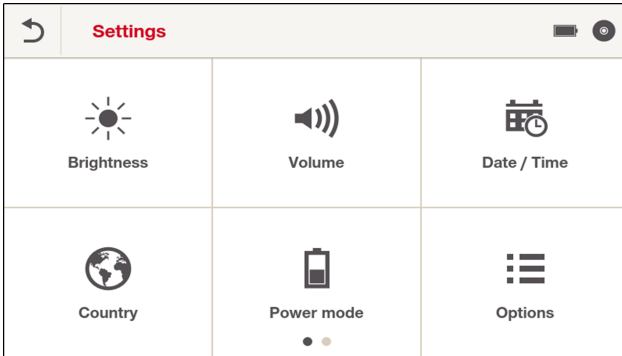 Settings
Brightness
Volume
Date / Time
Country
Power mode
Options